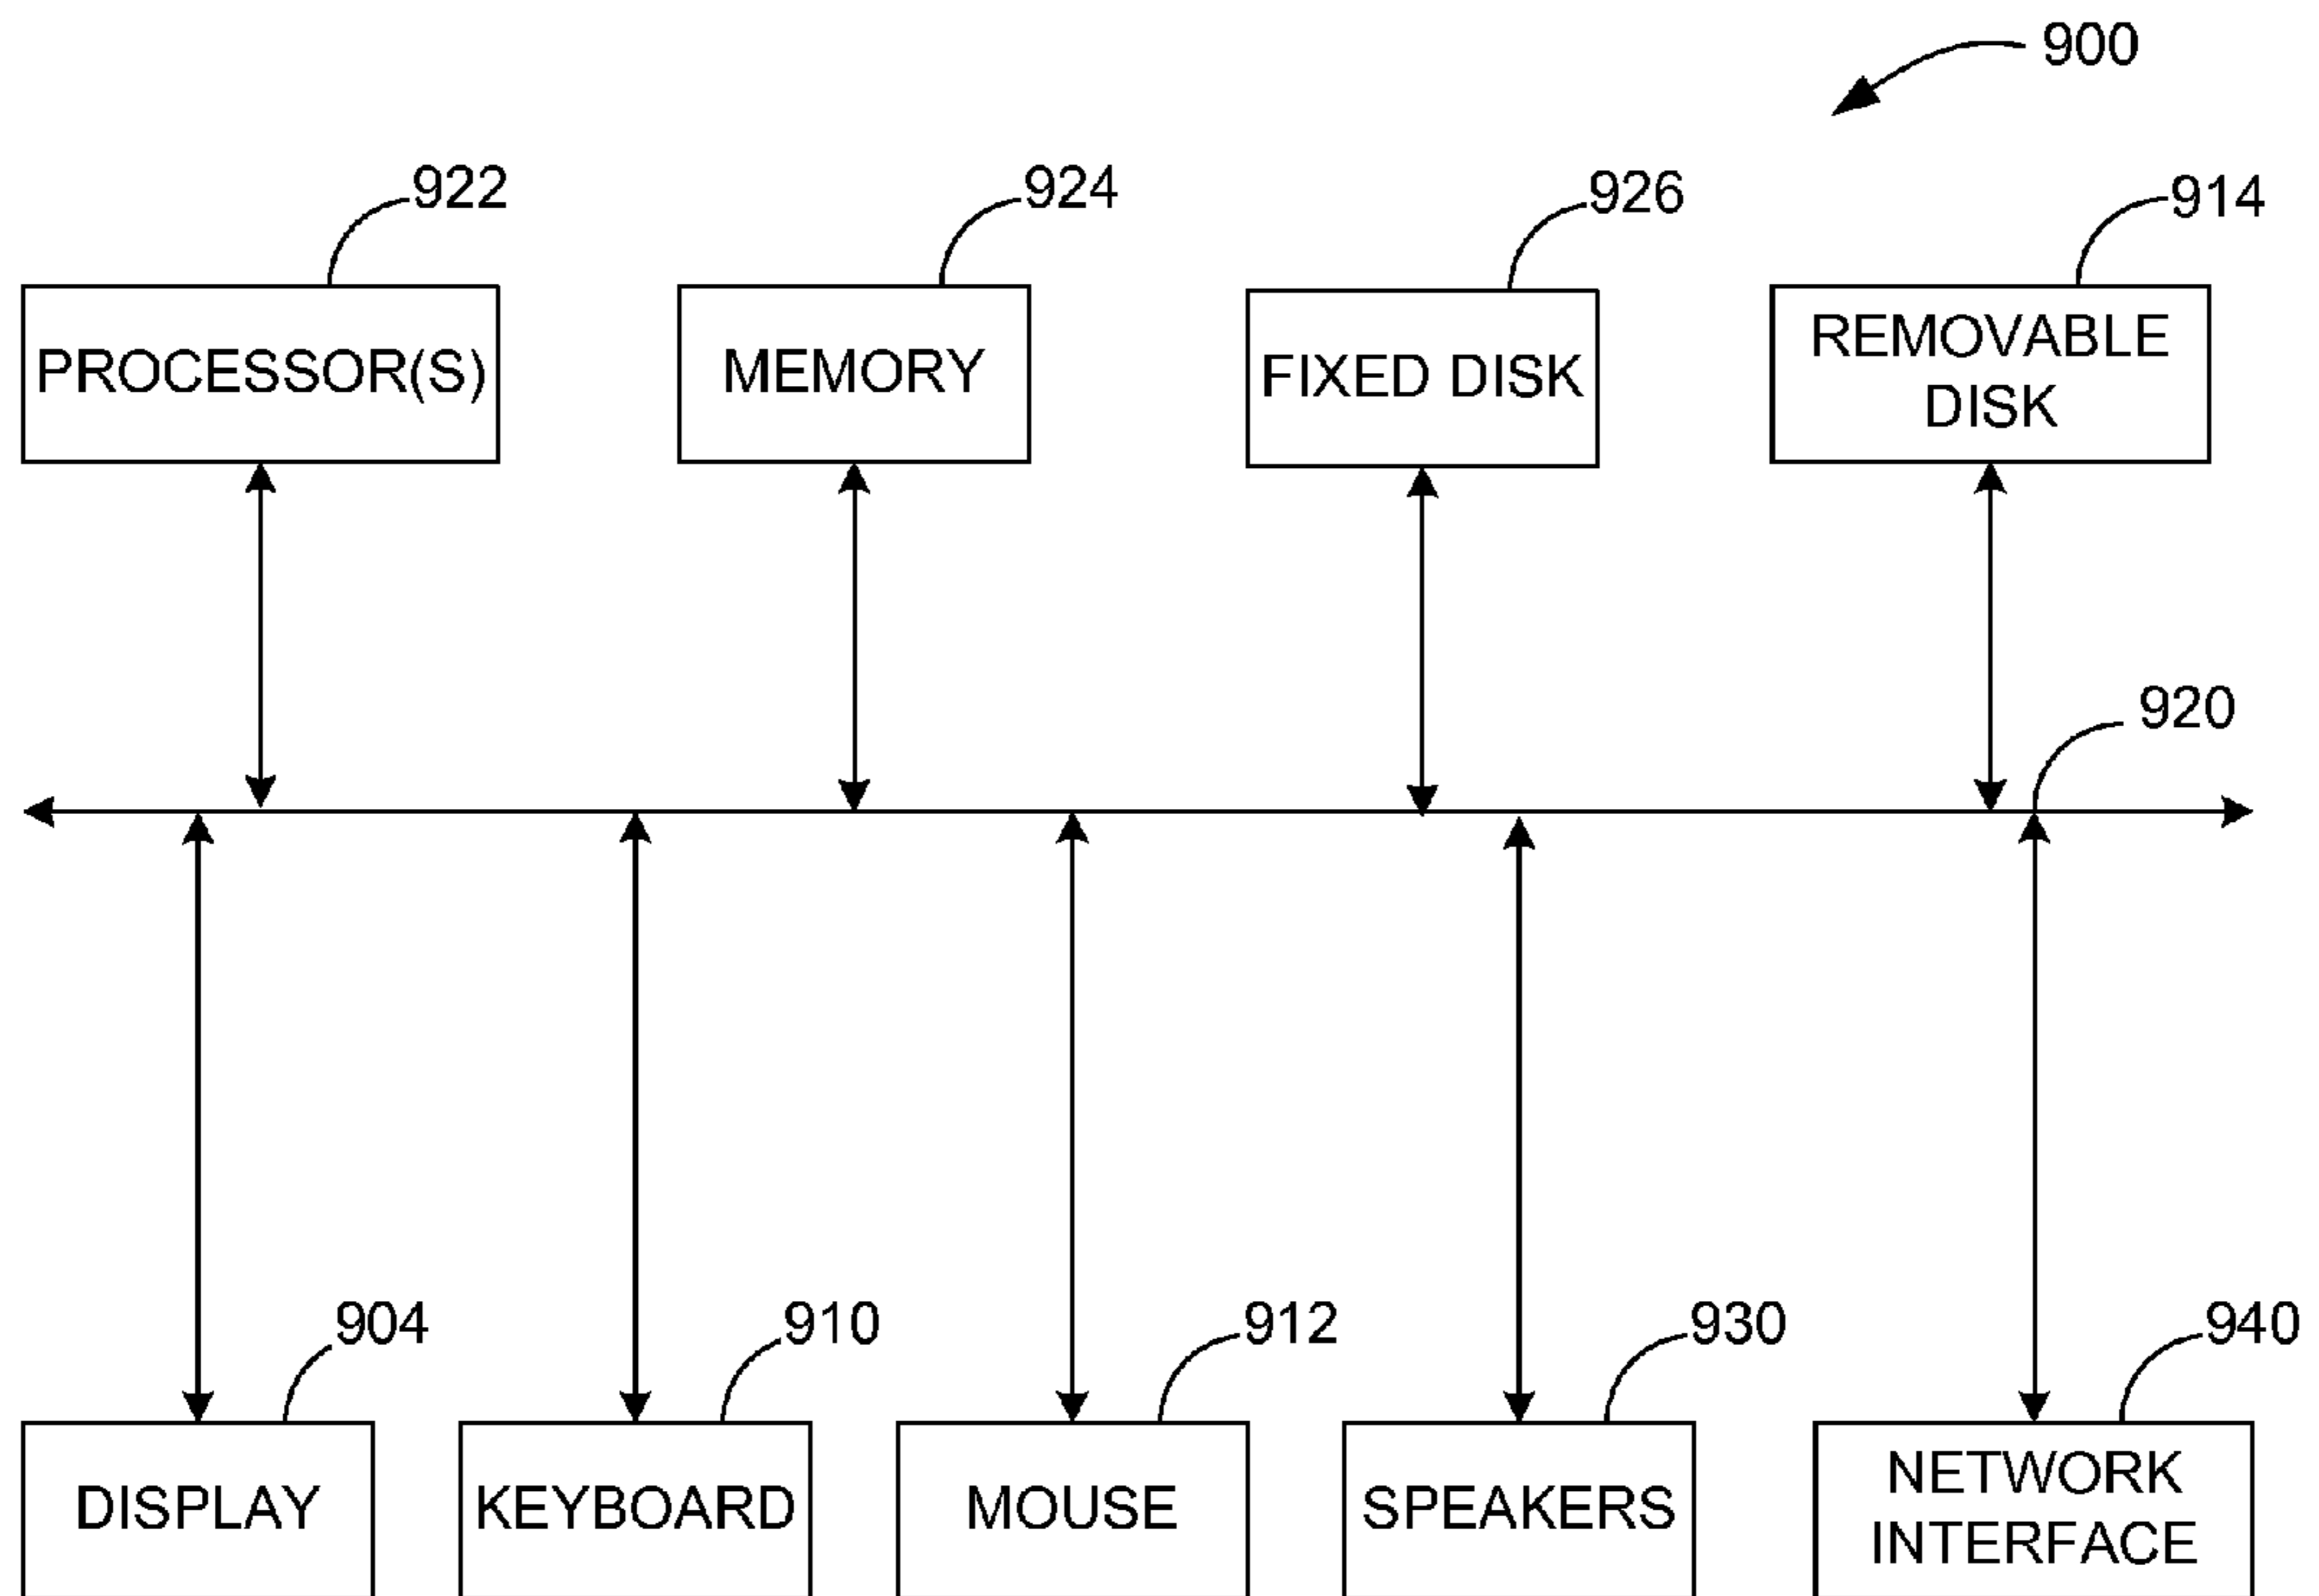 900
922
924
926
914
PROCESSOR(S)
MEMORY
FIXED DISK
REMOVABLE
DISK
920
904
910
912
930
940
DISPLAY
KEYBOARD
MOUSE
SPEAKERS
NETWORK
INTERFACE